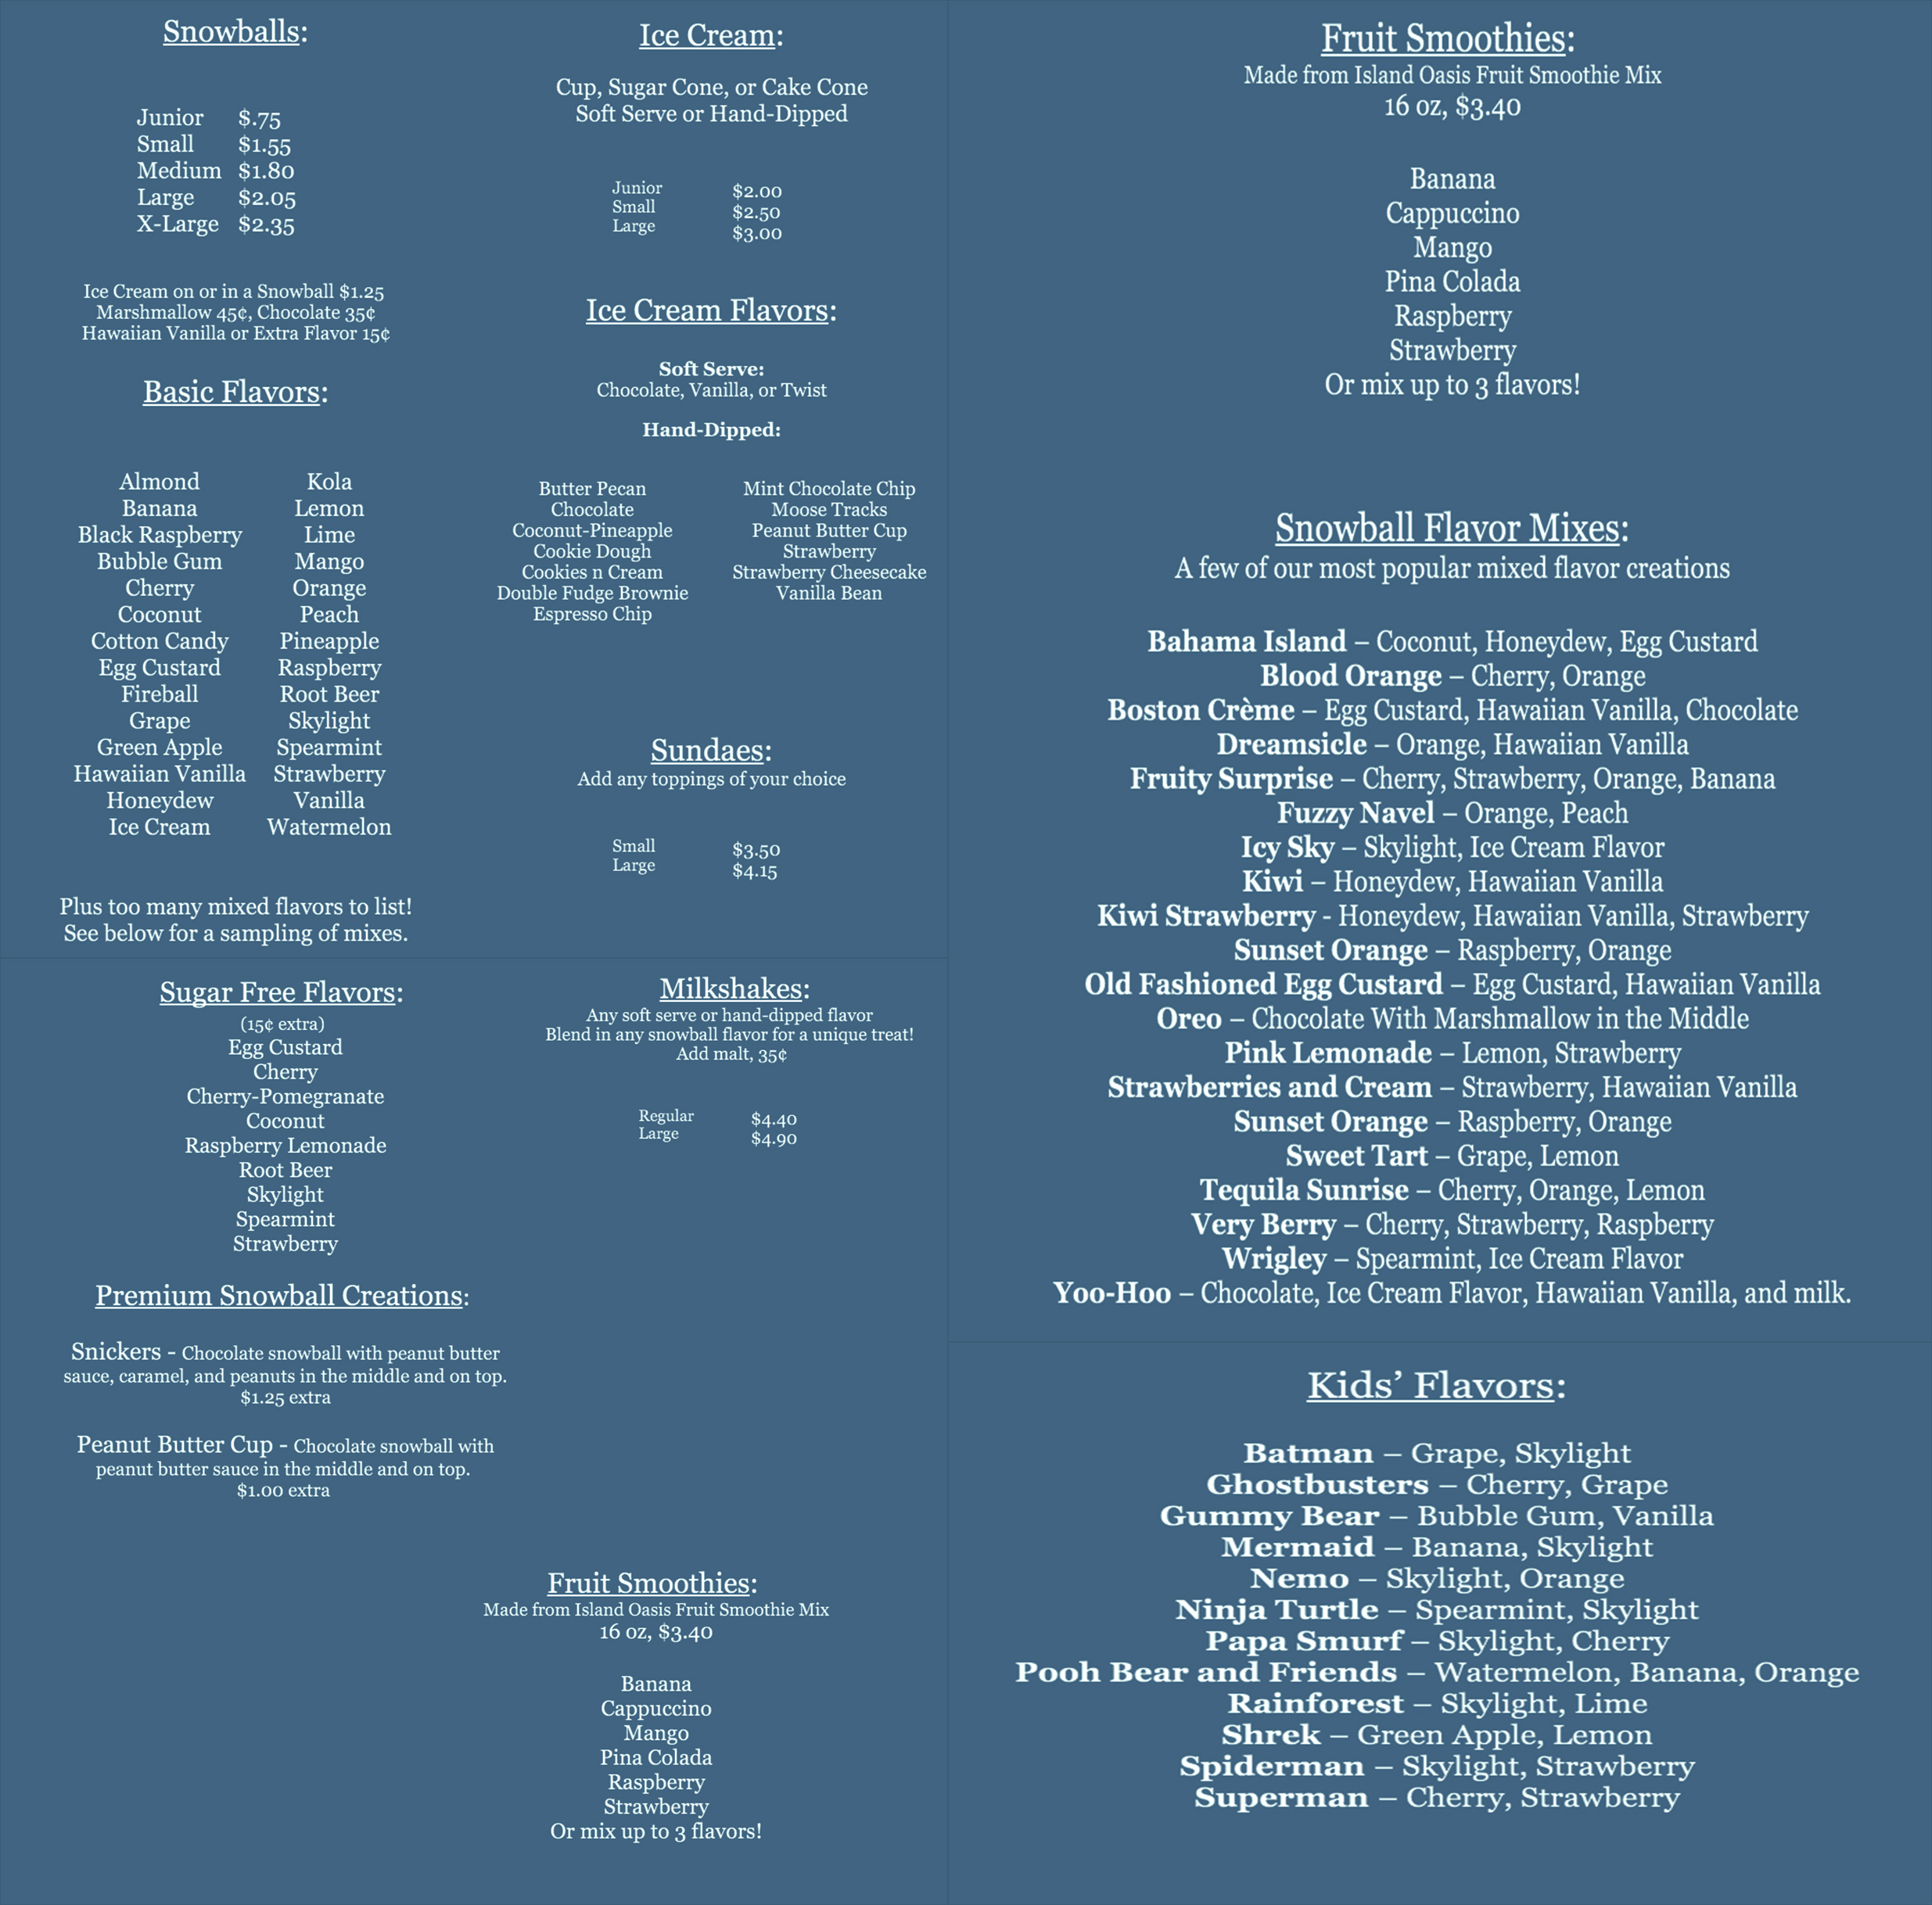 Snowballs:
Junior $.75
Small $1.55
Medium $1.80
Large $2.05
X-Large $2.35
Ice Cream on or in a Snowball $1.25
Marshmallow 45¢, Chocolate 35¢
Hawaiian Vanilla or Extra Flavor 15¢
Basic Flavors:
Almond Kola
Banana Lemon
Black Raspberry Lime
Bubble Gum Mango
Cherry Orange
Coconut Peach
Cotton Candy Pineapple
Egg Custard Raspberry
Fireball Root Beer
Grape Skylight
Green Apple Spearmint
Hawaiian Vanilla Strawberry
Honeydew Vanilla
Ice Cream Watermelon
Plus too many mixed flavors to list!
See below for a sampling of mixes.
Ice Cream:
Cup, Sugar Cone, or Cake Cone
Soft Serve or Hand-Dipped
Junior $2.00
Small $2.50
Large $3.00
Ice Cream Flavors:
Soft Serve:
Chocolate, Vanilla, or Twist
Hand-Dipped:
Butter Pecan Mint Chocolate Chip
Chocolate Moose Tracks
Coconut-Pineapple Peanut Butter Cup
Cookie Dough Strawberry
Cookies n Cream Strawberry Cheesecake
Double Fudge Brownie Vanilla Bean
Espresso Chip
Sundaes:
Add any toppings of your choice
Small $3.50
Large $4.15
Sugar Free Flavors:
(15¢ extra)
Egg Custard
Cherry
Cherry-Pomegranate
Coconut
Raspberry Lemonade
Root Beer
Skylight
Spearmint
Strawberry
Premium Snowball Creations:
Snickers - Chocolate snowball with peanut butter
sauce, caramel, and peanuts in the middle and on top.
$1.25 extra
Peanut Butter Cup - Chocolate snowball with
peanut butter sauce in the middle and on top.
$1.00 extra
Milkshakes:
Any soft serve or hand-dipped flavor
Blend in any snowball flavor for a unique treat!
Add malt, 35¢
Regular $4.40
Large $4.90
Fruit Smoothies:
Made from Island Oasis Fruit Smoothie Mix
16 oz, $3.40
Banana
Cappuccino
Mango
Pina Colada
Raspberry
Strawberry
Or mix up to 3 flavors!
Fruit Smoothies:
Made from Island Oasis Fruit Smoothie Mix
16 oz, $3.40
Banana
Cappuccino
Mango
Pina Colada
Raspberry
Strawberry
Or mix up to 3 flavors!
Snowball Flavor Mixes:
A few of our most popular mixed flavor creations
Bahama Island – Coconut, Honeydew, Egg Custard
Blood Orange – Cherry, Orange
Boston Crème – Egg Custard, Hawaiian Vanilla, Chocolate
Dreamsicle – Orange, Hawaiian Vanilla
Fruity Surprise – Cherry, Strawberry, Orange, Banana
Fuzzy Navel – Orange, Peach
Icy Sky – Skylight, Ice Cream Flavor
Kiwi – Honeydew, Hawaiian Vanilla
Kiwi Strawberry - Honeydew, Hawaiian Vanilla, Strawberry
Sunset Orange – Raspberry, Orange
Old Fashioned Egg Custard – Egg Custard, Hawaiian Vanilla
Oreo – Chocolate With Marshmallow in the Middle
Pink Lemonade – Lemon, Strawberry
Strawberries and Cream – Strawberry, Hawaiian Vanilla
Sunset Orange – Raspberry, Orange
Sweet Tart – Grape, Lemon
Tequila Sunrise – Cherry, Orange, Lemon
Very Berry – Cherry, Strawberry, Raspberry
Wrigley – Spearmint, Ice Cream Flavor
Yoo-Hoo – Chocolate, Ice Cream Flavor, Hawaiian Vanilla, and milk.
Kids’ Flavors:
Batman – Grape, Skylight
Ghostbusters – Cherry, Grape
Gummy Bear – Bubble Gum, Vanilla
Mermaid – Banana, Skylight
Nemo – Skylight, Orange
Ninja Turtle – Spearmint, Skylight
Papa Smurf – Skylight, Cherry
Pooh Bear and Friends – Watermelon, Banana, Orange
Rainforest – Skylight, Lime
Shrek – Green Apple, Lemon
Spiderman – Skylight, Strawberry
Superman – Cherry, Strawberry